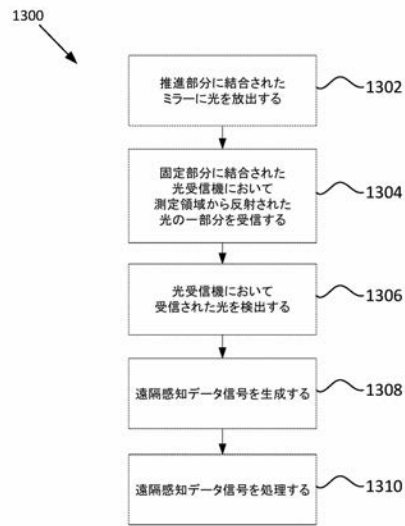 1300
推進部分に結合された
ミラーに光を放出する
1302
固定部分に結合された
光受信機において
測定領域から反射された
光の一部分を受信する
1304
光受信機において
受信された光を検出する
1306
遠隔感知データ信号を生成する
1308
遠隔感知データ信号を処理する
1310